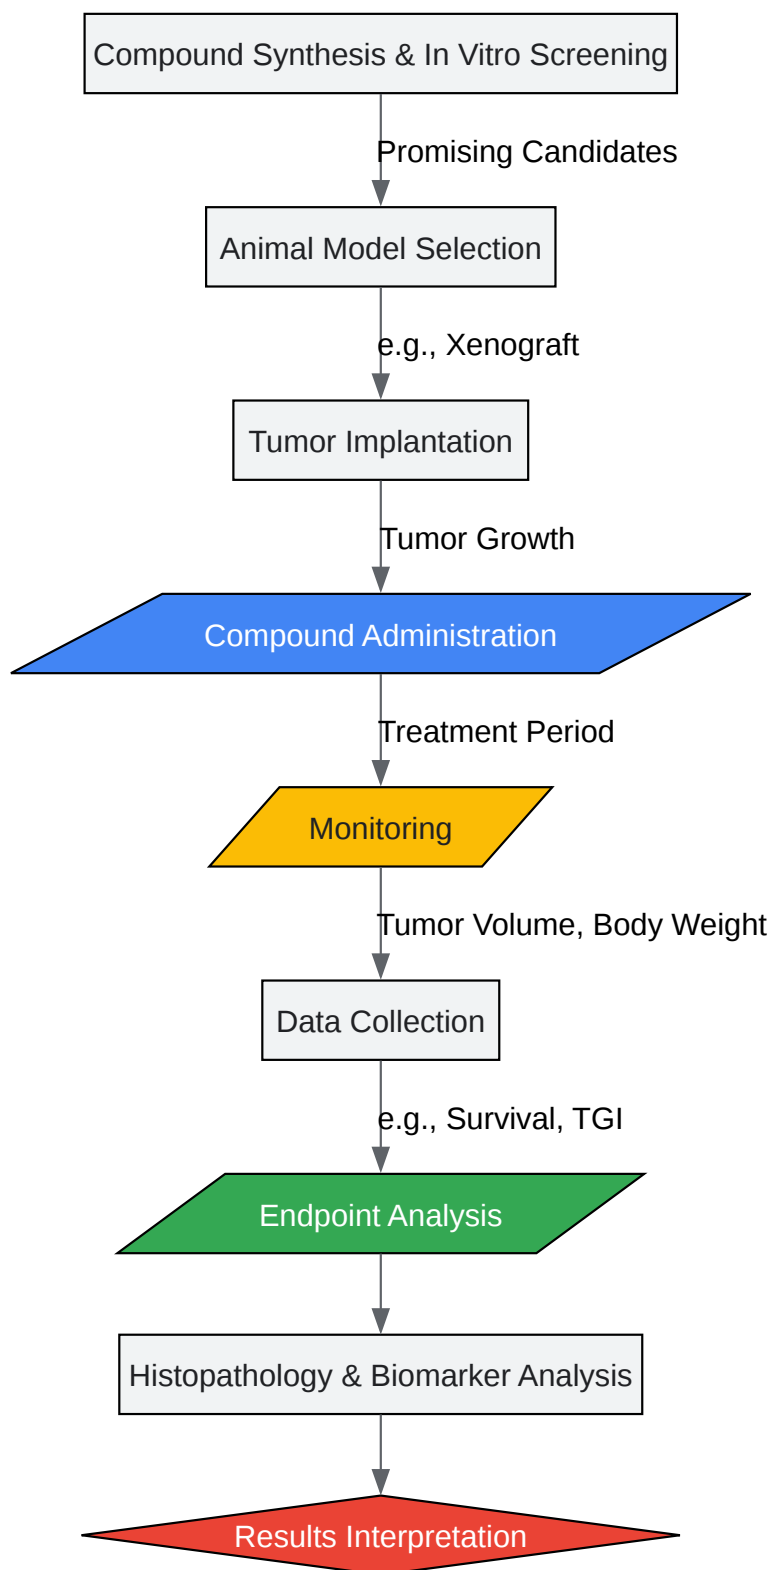 Compound Synthesis & In Vitro Screening
Promising Candidates
Animal Model Selection
e.g., Xenograft
Tumor Implantation
Tumor Growth
Compound Administration
Treatment Period
Monitoring
Tumor Volume, Body Weight
Data Collection
e.g., Survival, TGI
Endpoint Analysis
Histopathology & Biomarker Analysis
Results Interpretation